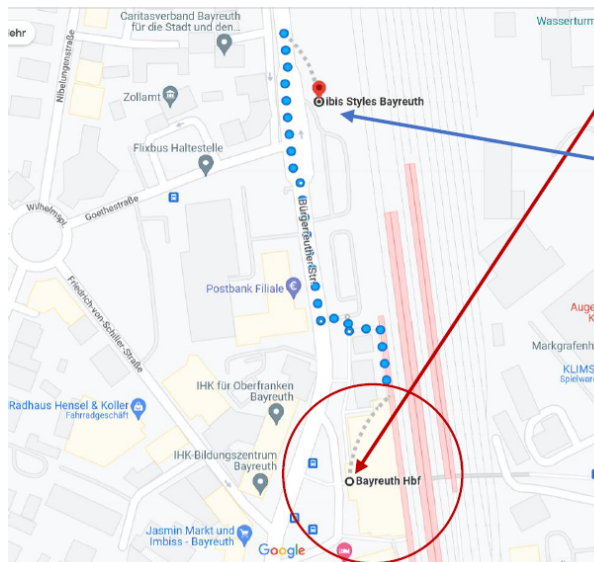 Caritasverband Bayreuth
für die Stadt und den...
Wasserturm
ehr
Nibelungenstraße
Zollamt
ibis Styles Bayreuth
Flixbus Haltestelle
Wilhelmspl.
Goethestraße
Bürgerreuther Str.
Postbank Filiale
Friedrich-von-Schiller-Straße
Auge
K
Markgrafenh
IHK für Oberfranken
Bayreuth
KLIMS
Spielware
Radhaus Hensel & Koller
Fahrradgeschäft
IHK-Bildungszentrum
Bayreuth
Bayreuth Hbf
Jasmin Markt und
Imbiss - Bayreuth
Google